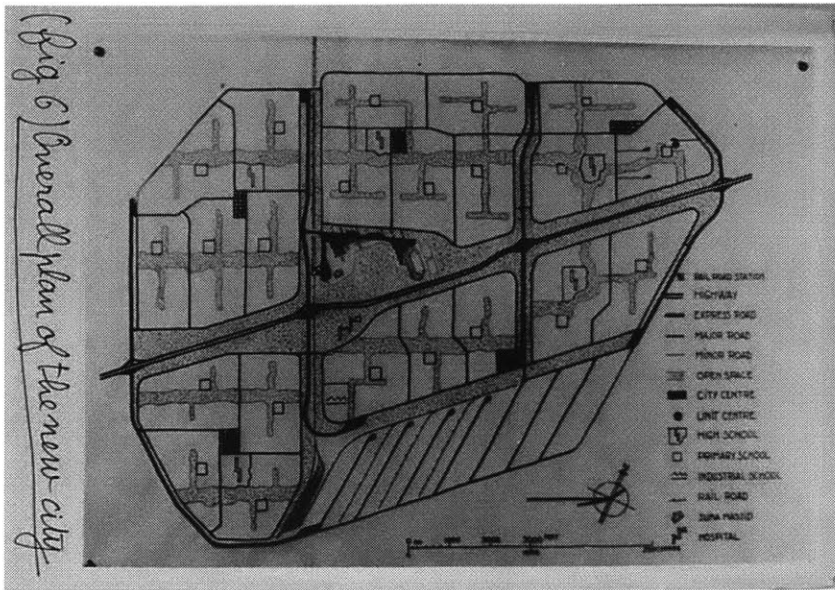 (fig 6) Overall plan of the new city
RAIL ROAD STATION
HIGHWAY
EXPRESS ROAD
MAJOR ROAD
MINOR ROAD
OPEN SPACE
CITY CENTRE
UNIT CENTRE
HIGH SCHOOL
PRIMARY SCHOOL
INDUSTRIAL SCHOOL
RAIL ROAD
JUMA MASJID
HOSPITAL